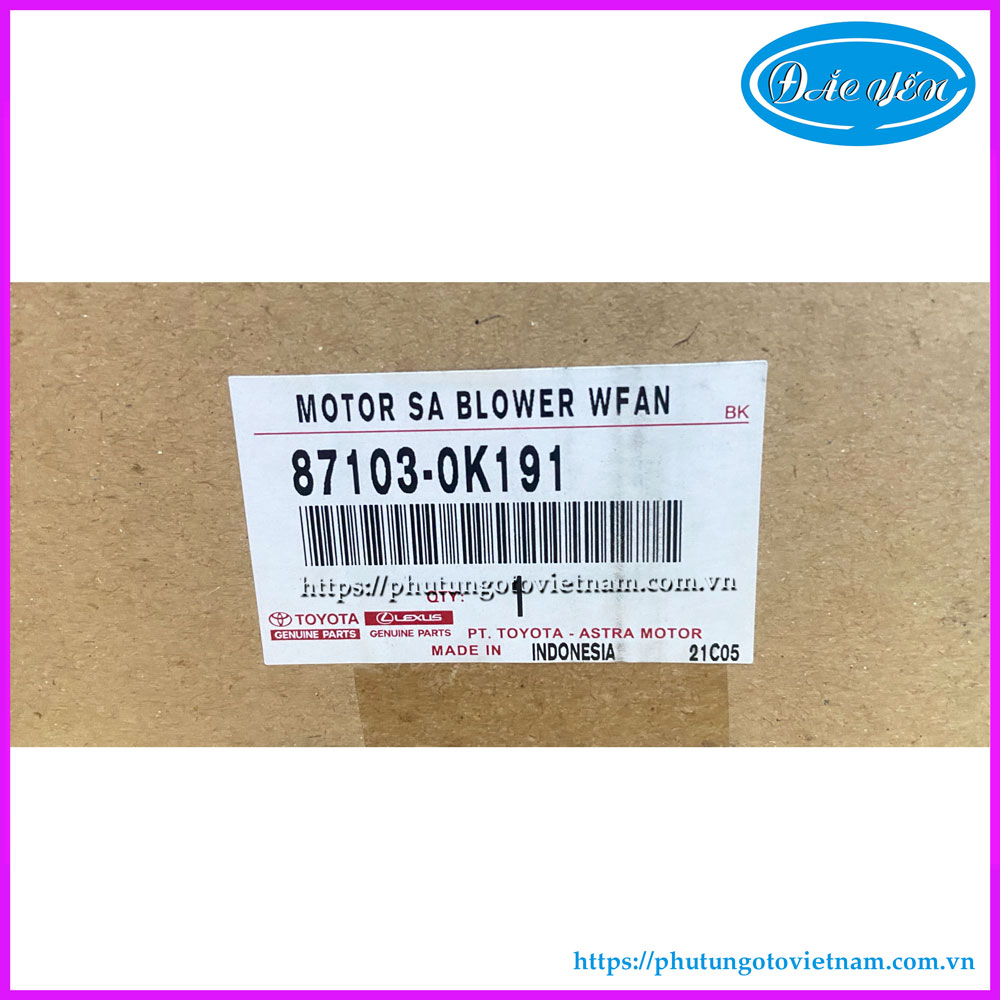 ĐẮC YẾN
MOTOR SA BLOWER WFAN
BK
87103-0K191
https://phutungotovietnam.com.vn
QTY: 1
TOYOTA LEXUS
GENUINE PARTS GENUINE PARTS PT. TOYOTA - ASTRA MOTOR
MADE IN INDONESIA 21C05
https://phutungotovietnam.com.vn